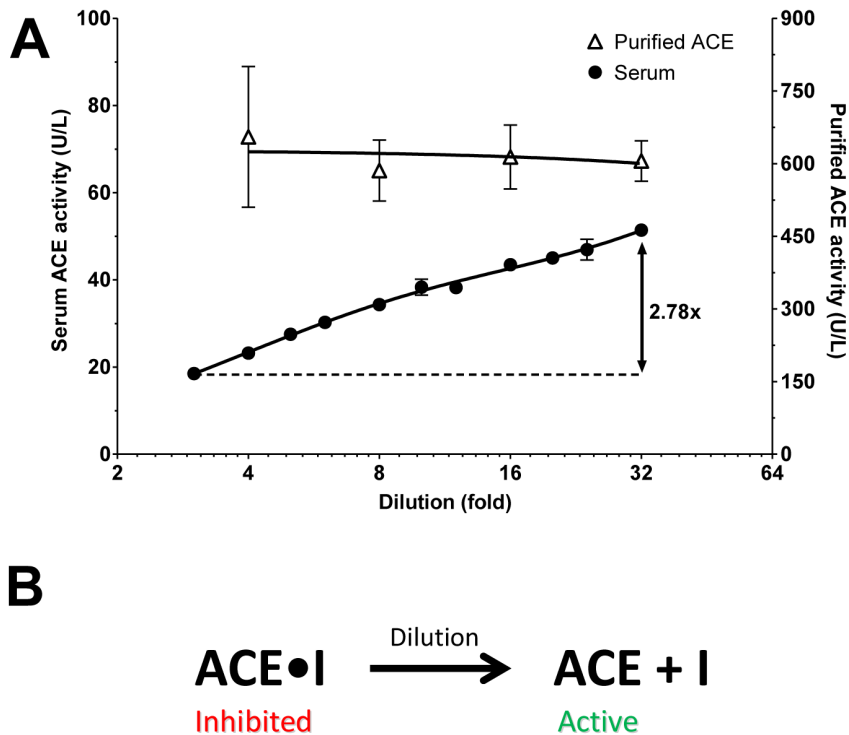 A
100
80
60
40
20
0
Serum ACE activity (U/L)
Purified ACE
Serum
900
750
600
450
300
150
0
Purified ACE activity (U/L)
2.78x
2 4 8 16 32 64
Dilution (fold)
B
ACE●I Dilution ACE + I
Inhibited Active